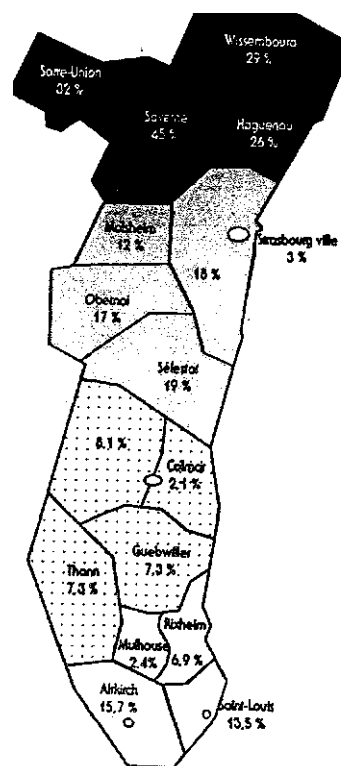 Wissembourg
29 %
Sarre-Union
32 %
Saverne
45 %
Haguenau
26 %
Molsheim
12 %
Strasbourg ville
3 %
18 %
Obernai
17 %
Sélestat
19 %
8,1 %
Colmar
2,1 %
Guebwiller
7,3 %
Thann
7,3 %
Rixheim
6,9 %
Mulhouse
2,4%
Altkirch
15,7 %
Saint-Louis
13,5 %